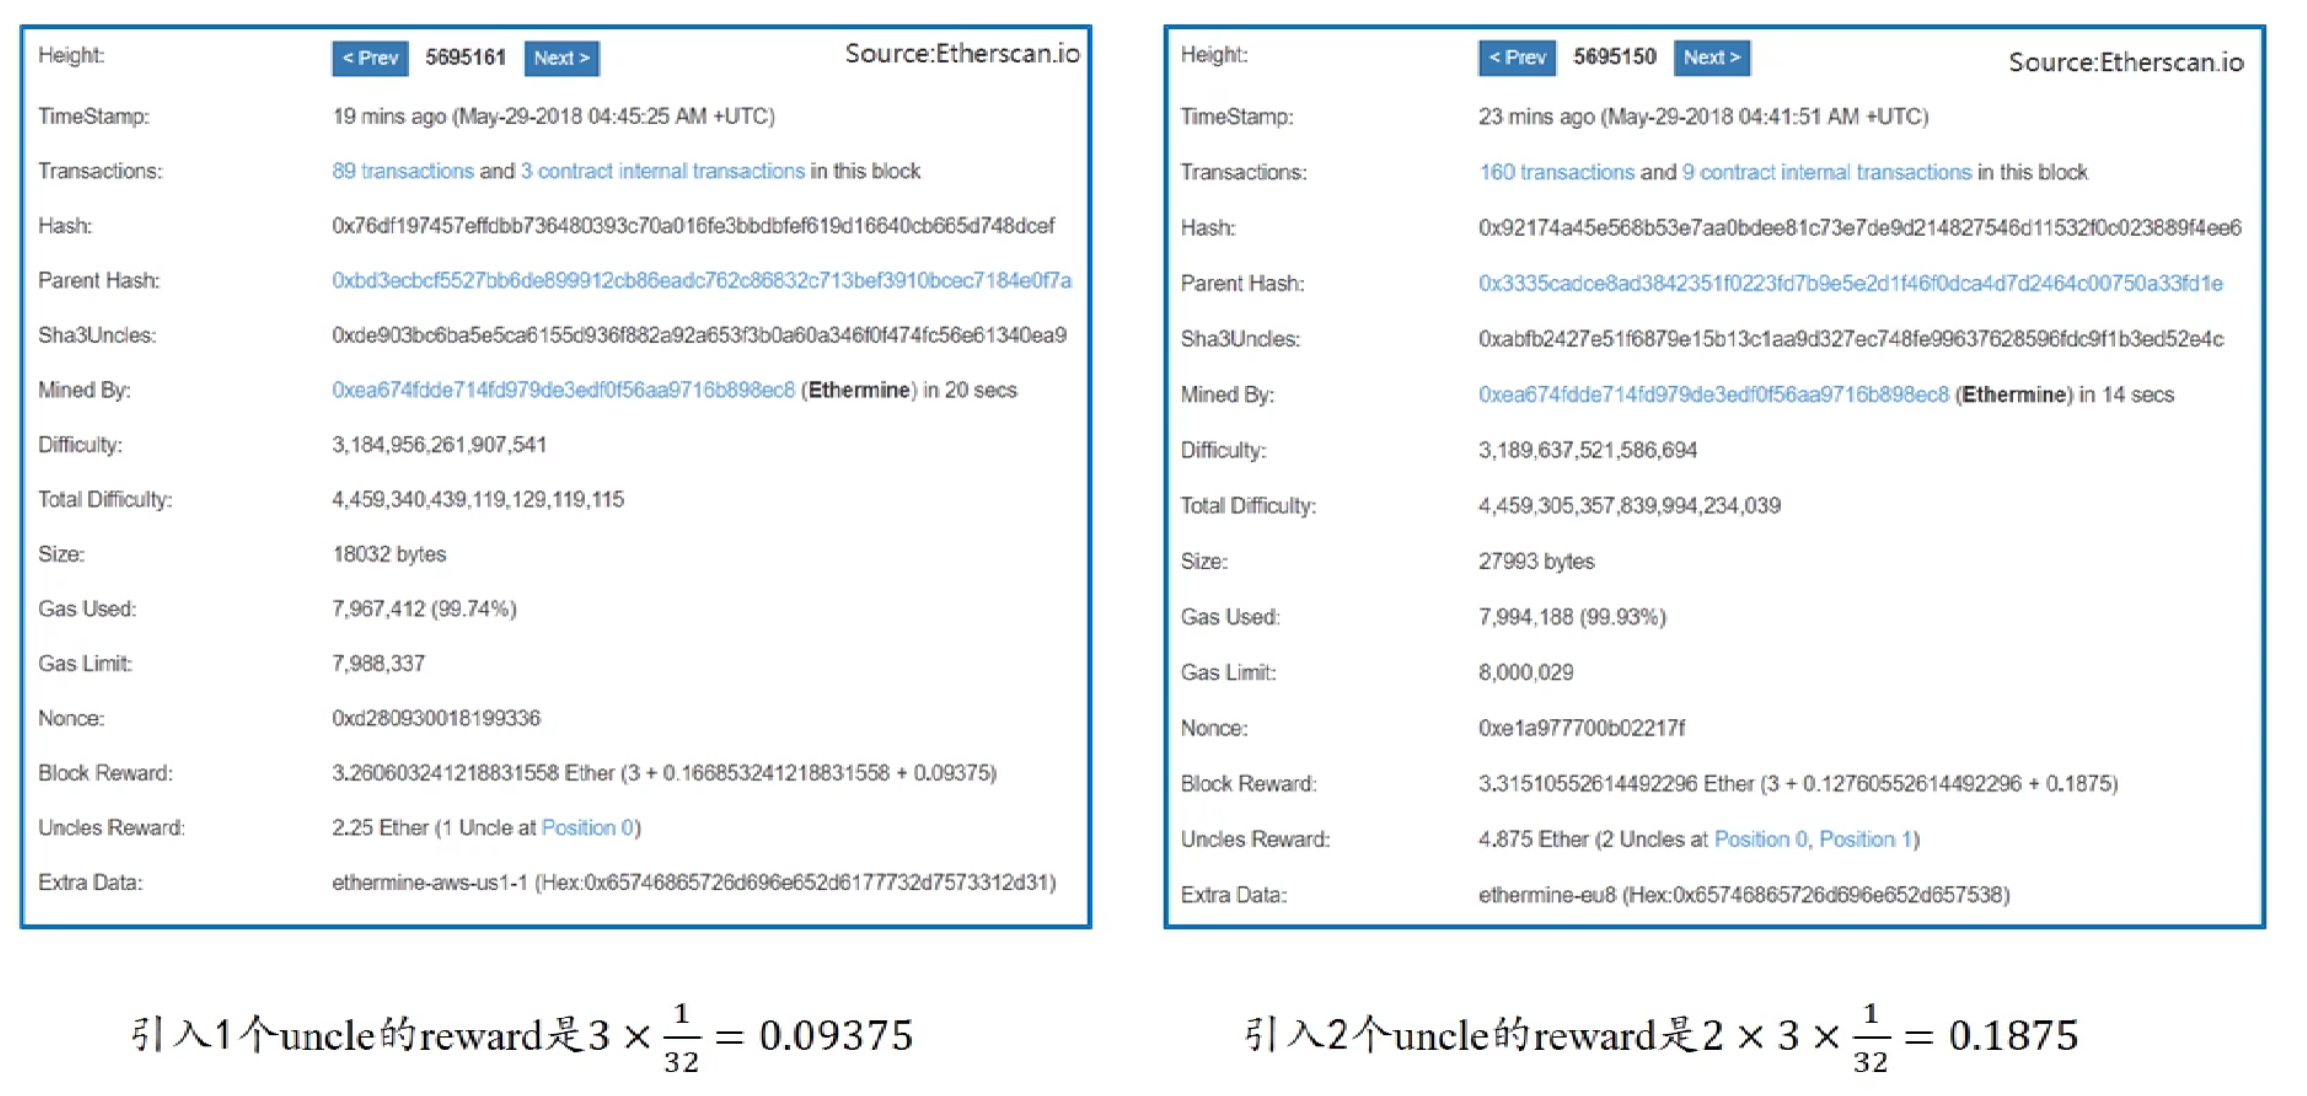 Height: < Prev 5695161 Next > Source:Etherscan.io
TimeStamp: 19 mins ago (May-29-2018 04:45:25 AM +UTC)
Transactions: 89 transactions and 3 contract internal transactions in this block
Hash: 0x76df197457effdbb736480393c70a016fe3bbdbfef619d16640cb665d748dcef
Parent Hash: 0xbd3ecbcf5527bb6de899912cb86eadc762c86832c713bef3910bcec7184e0f7a
Sha3Uncles: 0xde903bc6ba5e5ca6155d936f882a92a653f3b0a60a346f0f474fc56e61340ea9
Mined By: 0xea674fdde714fd979de3edf0f56aa9716b898ec8 (Ethermine) in 20 secs
Difficulty: 3,184,956,261,907,541
Total Difficulty: 4,459,340,439,119,129,119,115
Size: 18032 bytes
Gas Used: 7,967,412 (99.74%)
Gas Limit: 7,988,337
Nonce: 0xd280930018199336
Block Reward: 3.260603241218831558 Ether (3 + 0.166853241218831558 + 0.09375)
Uncles Reward: 2.25 Ether (1 Uncle at Position 0)
Extra Data: ethermine-aws-us1-1 (Hex:0x65746865726d696e652d6177732d7573312d31)
引入1个uncle的reward是3 × 1/32 = 0.09375
Height: < Prev 5695150 Next > Source:Etherscan.io
TimeStamp: 23 mins ago (May-29-2018 04:41:51 AM +UTC)
Transactions: 160 transactions and 9 contract internal transactions in this block
Hash: 0x92174a45e568b53e7aa0bdee81c73e7de9d214827546d11532f0c023889f4ee6
Parent Hash: 0x3335cadce8ad3842351f0223fd7b9e5e2d1f46f0dca4d7d2464c00750a33fd1e
Sha3Uncles: 0xabfb2427e51f6879e15b13c1aa9d327ec748fe99637628596fdc9f1b3ed52e4c
Mined By: 0xea674fdde714fd979de3edf0f56aa9716b898ec8 (Ethermine) in 14 secs
Difficulty: 3,189,637,521,586,694
Total Difficulty: 4,459,305,357,839,994,234,039
Size: 27993 bytes
Gas Used: 7,994,188 (99.93%)
Gas Limit: 8,000,029
Nonce: 0xe1a977700b02217f
Block Reward: 3.31510552614492296 Ether (3 + 0.12760552614492296 + 0.1875)
Uncles Reward: 4.875 Ether (2 Uncles at Position 0, Position 1)
Extra Data: ethermine-eu8 (Hex:0x65746865726d696e652d657538)
引入2个uncle的reward是2 × 3 × 1/32 = 0.1875